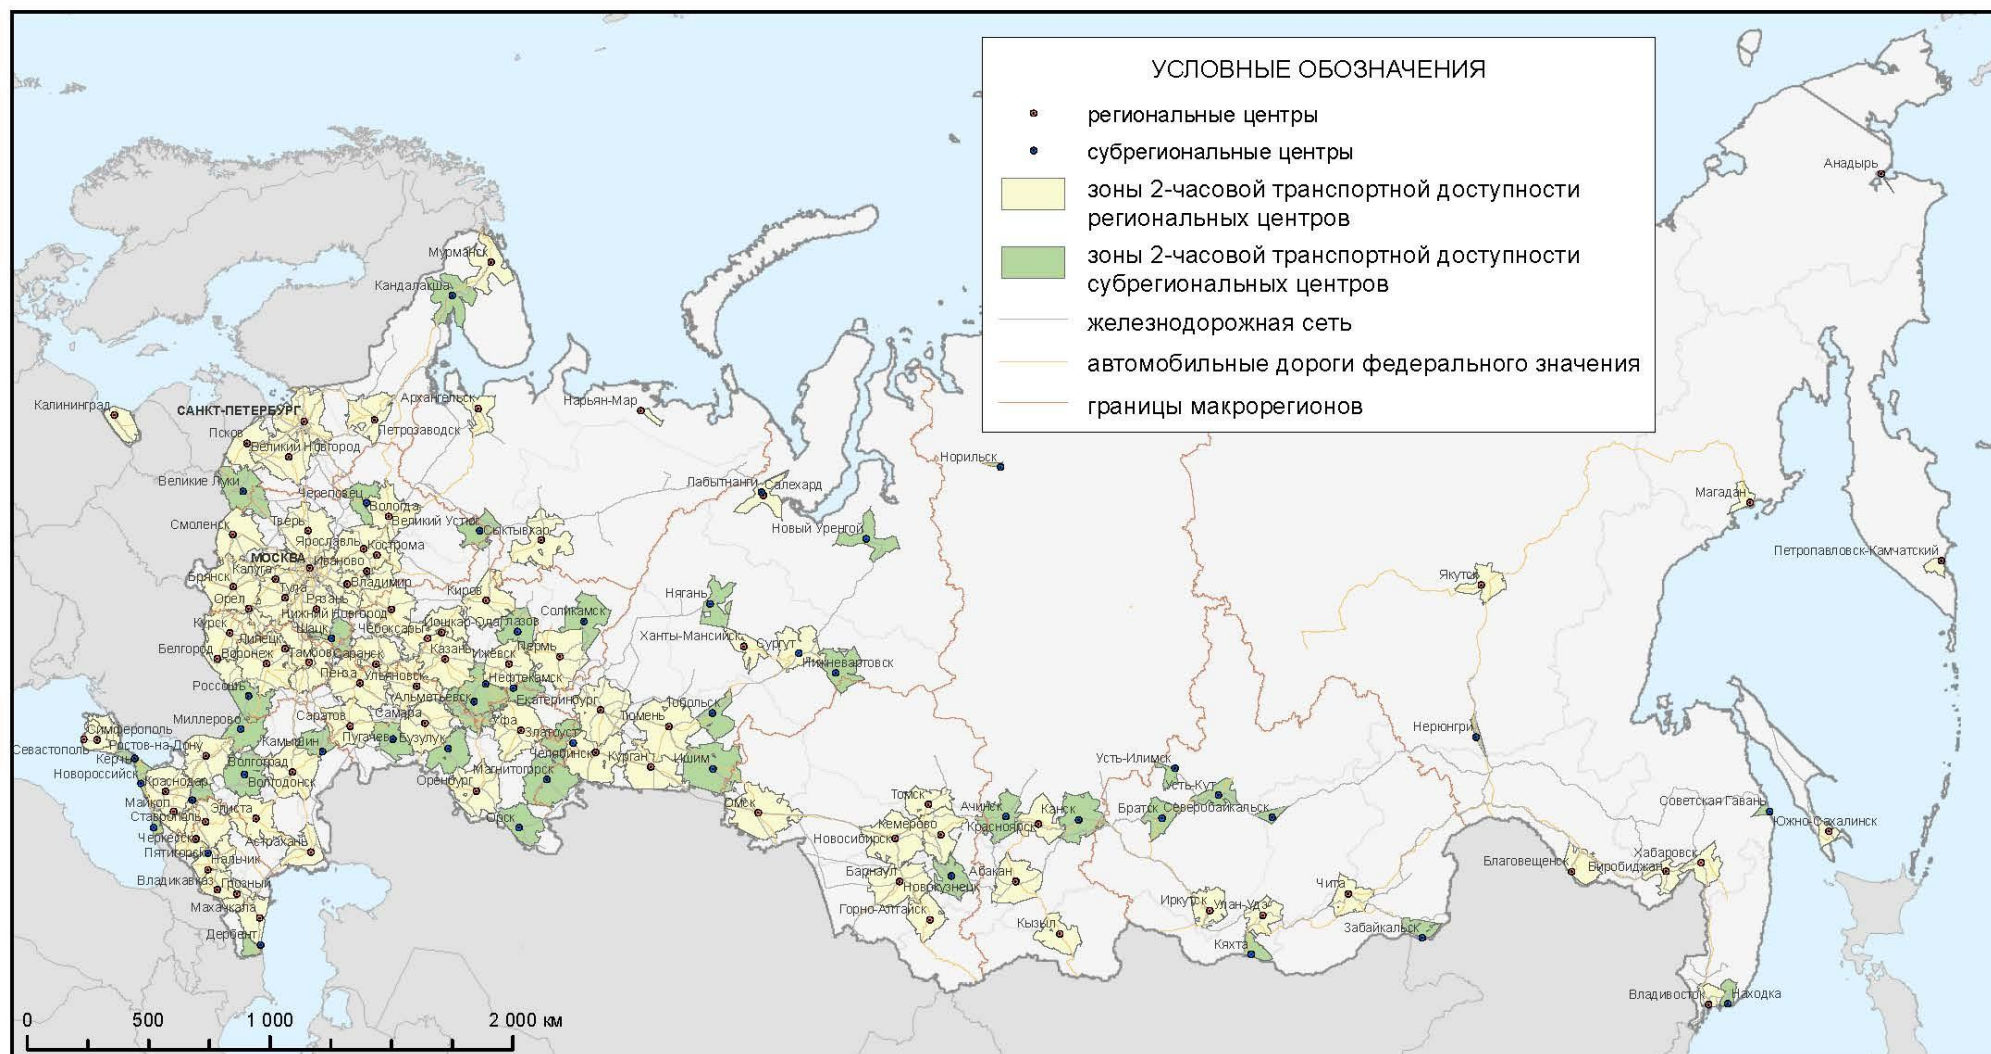 УСЛОВНЫЕ ОБОЗНАЧЕНИЯ
региональные центры
субрегиональные центры
зоны 2-часовой транспортной доступности
региональных центров
зоны 2-часовой транспортной доступности
субрегиональных центров
железнодорожная сеть
автомобильные дороги федерального значения
границы макрорегионов
Анадырь
Мурманск
Кандалакша
Калининград
САНКТ-ПЕТЕРБУРГ
Архангельск
Нарьян-Мар
Псков
Петрозаводск
Великий Новгород
Норильск
Великие Луки
Череповец
Лабытнанги
Салехард
Магадан
Вологда
Смоленск
Тверь
Великий Устюг
Сыктывкар
Новый Уренгой
Ярославль
Кострома
МОСКВА
Иваново
Петропавловск-Камчатский
Калуга
Брянск
Владимир
Якутск
Тула
Киров
Нягань
Орел
Рязань
Нижний Новгород
Соликамск
Курск
Шацк
Чебоксары
Йошкар-Ола
Глазов
Ханты-Мансийск
Сургут
Липецк
Белгород
Воронеж
Тамбов
Саранск
Казань
Ижевск
Пермь
Нижневартовск
Пенза
Ульяновск
Нефтекамск
Россошь
Альметьевск
Екатеринбург
Тобольск
Миллерово
Саратов
Самара
Уфа
Тюмень
Нерюнгри
Симферополь
Севастополь
Ростов-на-Дону
Камышин
Пугачев
Бузулук
Златоуст
Керчь
Волгоград
Челябинск
Курган
Ишим
Усть-Илимск
Новороссийск
Краснодар
Волгодонск
Оренбург
Магнитогорск
Усть-Кут
Майкоп
Элиста
Омск
Томск
Ачинск
Канск
Братск
Северобайкальск
Советская Гавань
Ставрополь
Орск
Кемерово
Красноярск
Южно-Сахалинск
Черкесск
Астрахань
Новосибирск
Пятигорск
Нальчик
Благовещенск
Биробиджан
Хабаровск
Владикавказ
Грозный
Барнаул
Новокузнецк
Абакан
Чита
Махачкала
Горно-Алтайск
Иркутск
Улан-Удэ
Дербент
Кызыл
Кяхта
Забайкальск
Владивосток
Находка
0 500 1 000 2 000 км